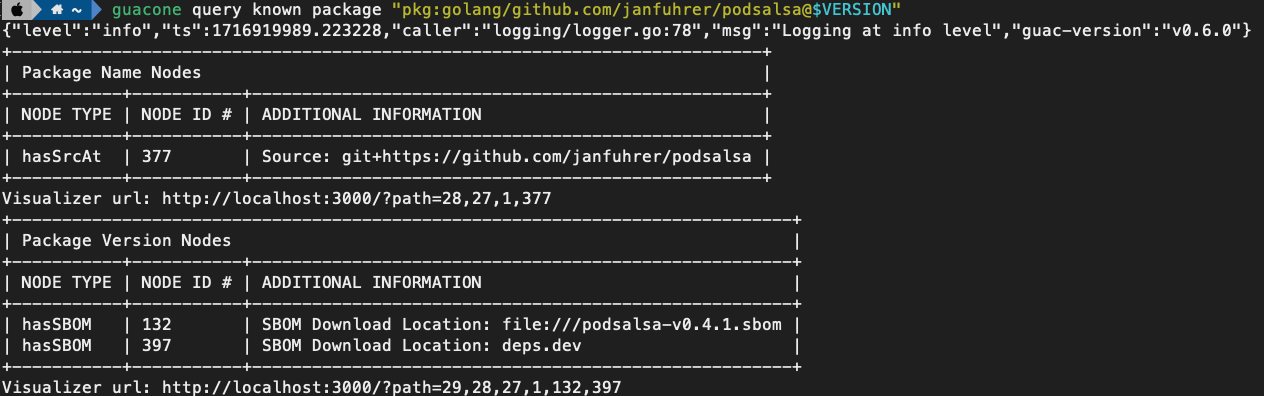 ~ guacone query known package "pkg:golang/github.com/janfuhrer/podsalsa@$VERSION"
{"level":"info","ts":1716919989.223228,"caller":"logging/logger.go:78","msg":"Logging at info level","guac-version":"v0.6.0"}
+---------------------------------------------------------------------------+
| Package Name Nodes                                                        |
+-----------+-----------+---------------------------------------------------+
| NODE TYPE | NODE ID # | ADDITIONAL INFORMATION                            |
+-----------+-----------+---------------------------------------------------+
| hasSrcAt  | 377       | Source: git+https://github.com/janfuhrer/podsalsa |
+-----------+-----------+---------------------------------------------------+
Visualizer url: http://localhost:3000/?path=28,27,1,377
+------------------------------------------------------------------------------+
| Package Version Nodes                                                        |
+-----------+-----------+------------------------------------------------------+
| NODE TYPE | NODE ID # | ADDITIONAL INFORMATION                               |
+-----------+-----------+------------------------------------------------------+
| hasSBOM   | 132       | SBOM Download Location: file:///podsalsa-v0.4.1.sbom |
| hasSBOM   | 397       | SBOM Download Location: deps.dev                     |
+-----------+-----------+------------------------------------------------------+
Visualizer url: http://localhost:3000/?path=29,28,27,1,132,397